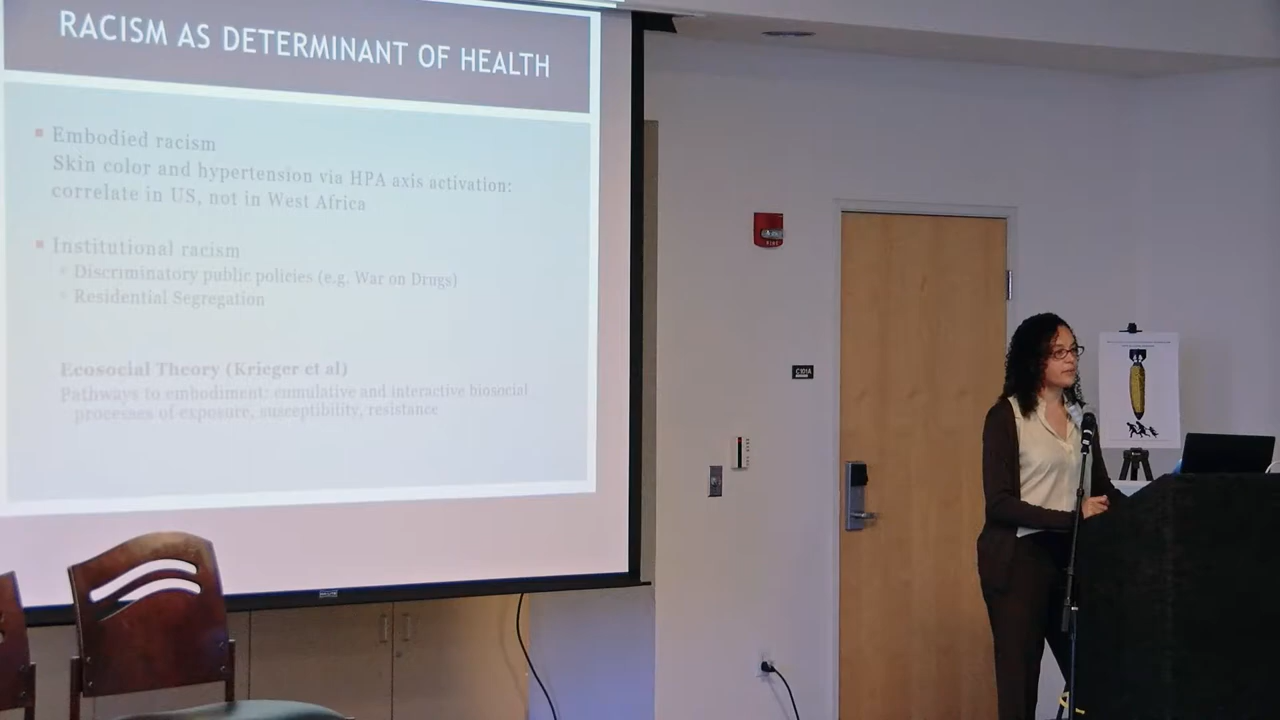 RACISM AS DETERMINANT OF HEALTH
Embodied racism
Skin color and hypertension via HPA axis activation:
correlate in US, not in West Africa
Institutional racism
Discriminatory public policies (e.g. War on Drugs)
Residential Segregation
Ecosocial Theory (Krieger et al)
Pathways to embodiment: cumulative and interactive biosocial
processes of exposure, susceptibility, resistance
FIRE
C101A